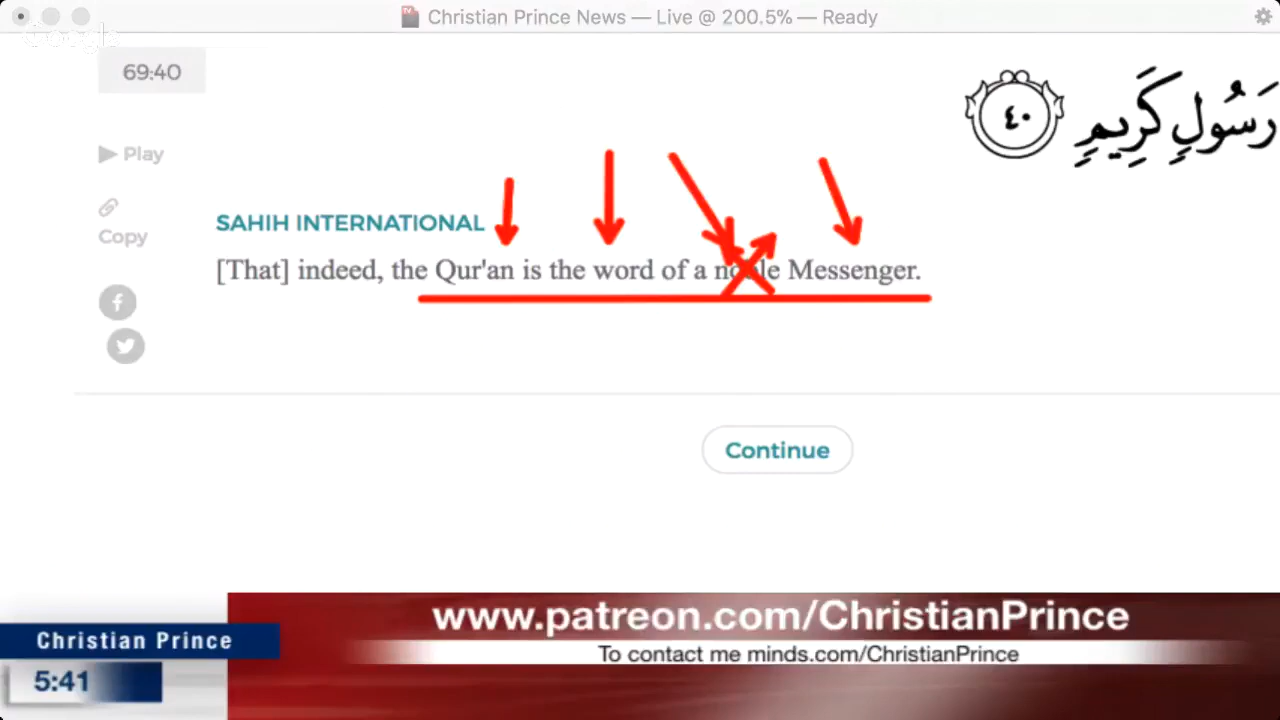 Christian Prince News — Live @ 200.5% — Ready
Google
69:40
رَسُولٍ كَرِيمٍ ٤٠
Play
Copy
SAHIH INTERNATIONAL
[That] indeed, the Qur'an is the word of a noble Messenger.
Continue
www.patreon.com/ChristianPrince
To contact me minds.com/ChristianPrince
Christian Prince
5:41